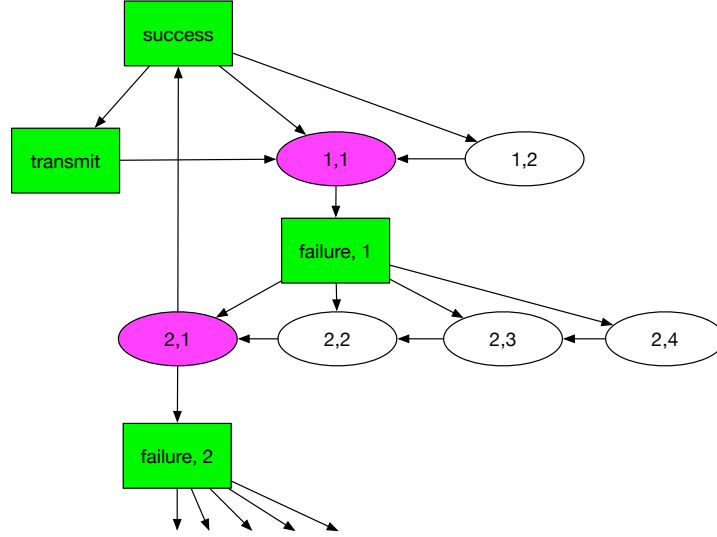 success
transmit
1,1
1,2
failure, 1
2,1
2,2
2,3
2,4
failure, 2